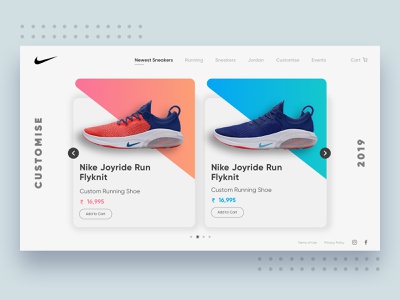 Newest Sneakers Running Sneakers Jordan Customise Events Cart
CUSTOMISE
Nike Joyride Run
Flyknit
Custom Running Shoe
₹ 16,995
Add to Cart
Nike Joyride Run
Flyknit
Custom Running Shoe
₹ 16,995
Add to Cart
2019
Terms of Use Privacy Policy